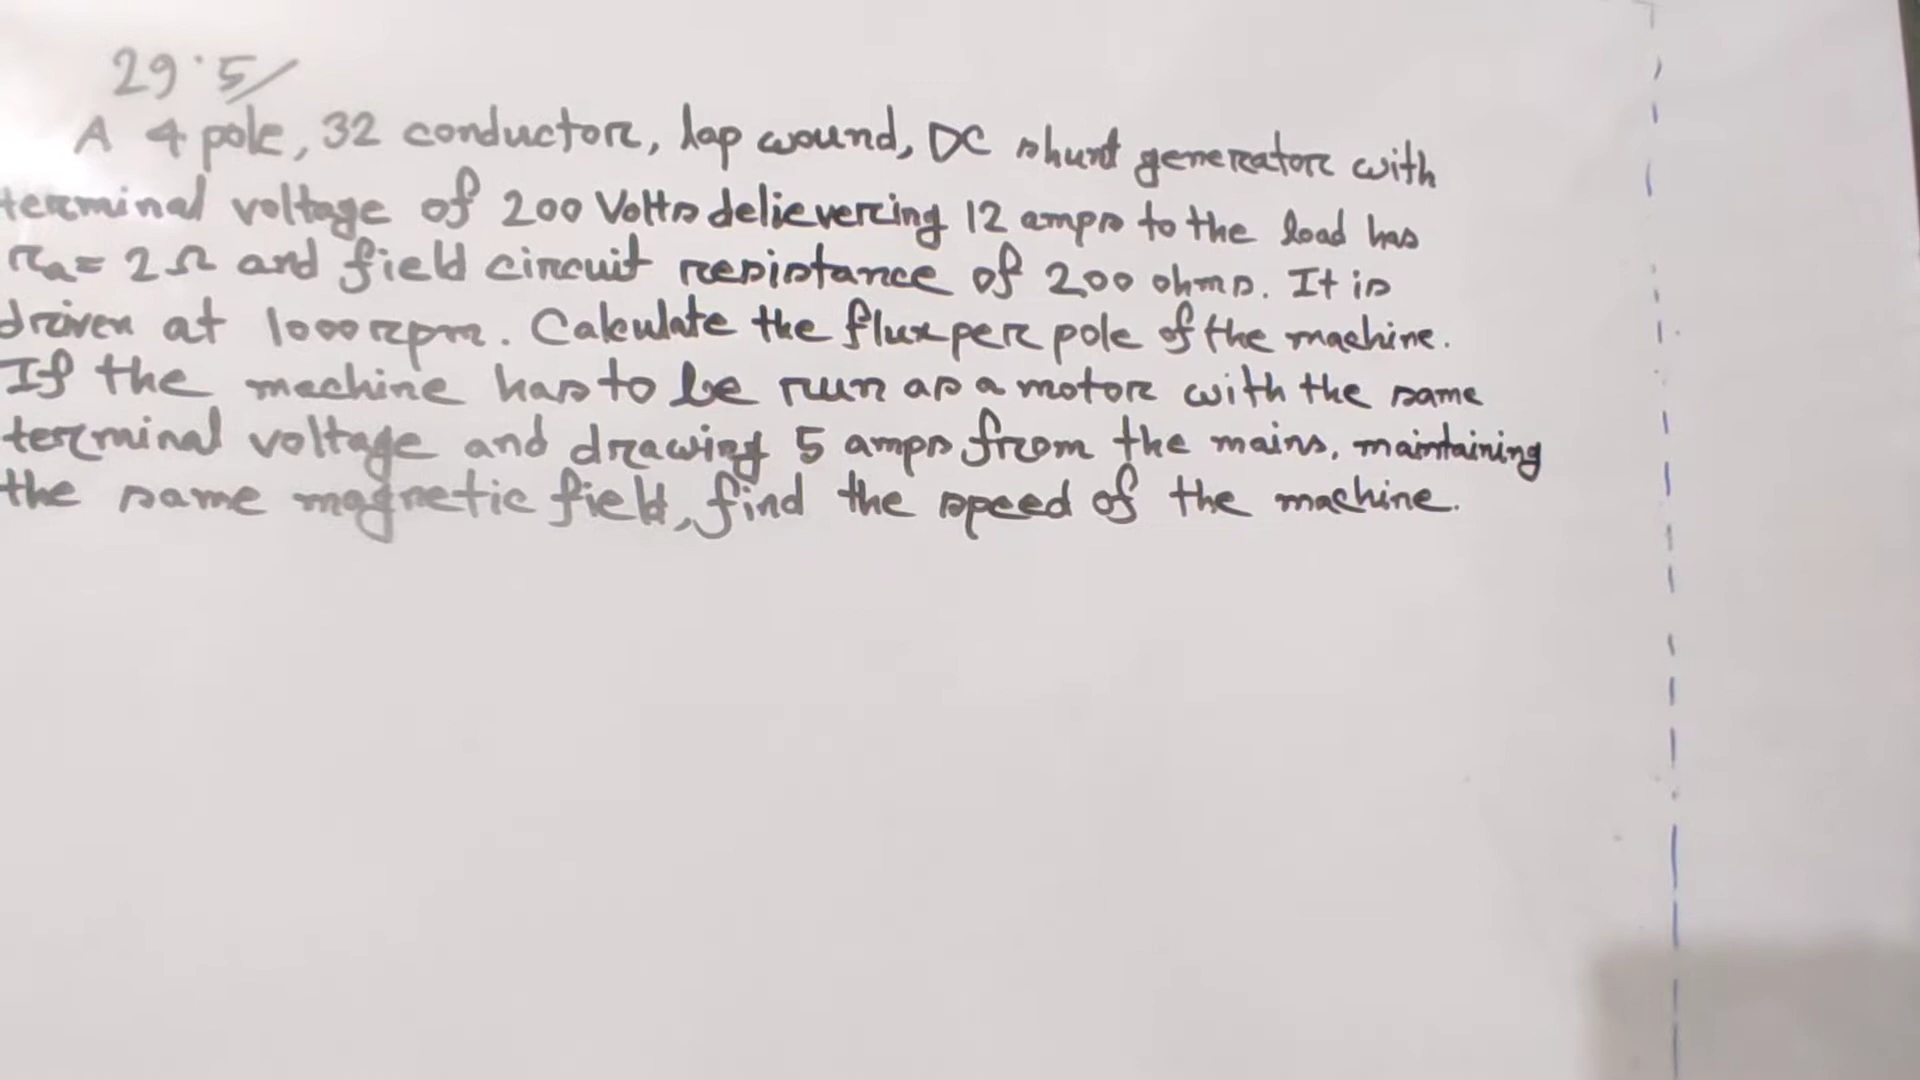 29.5/
A 4 pole, 32 conductor, lap wound, DC shunt generator with
terminal voltage of 200 Volts delievering 12 amps to the load has
ra = 2Ω and field circuit resistance of 200 ohms. It is
driven at 1000 rpm. Calculate the flux per pole of the machine.
If the machine has to be run as a motor with the same
terminal voltage and drawing 5 amps from the mains, maintaining
the same magnetic field, find the speed of the machine.